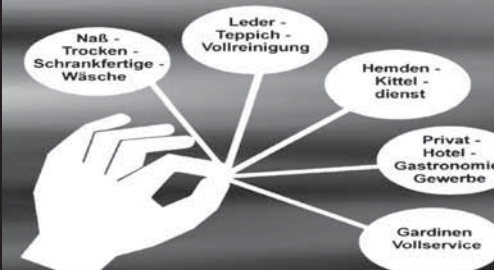 Naß -
Trocken -
Schrankfertige -
Wäsche
Leder -
Teppich -
Vollreinigung
Hemden -
Kittel -
dienst
Privat -
Hotel -
Gastronomie
Gewerbe
Gardinen
Vollservice